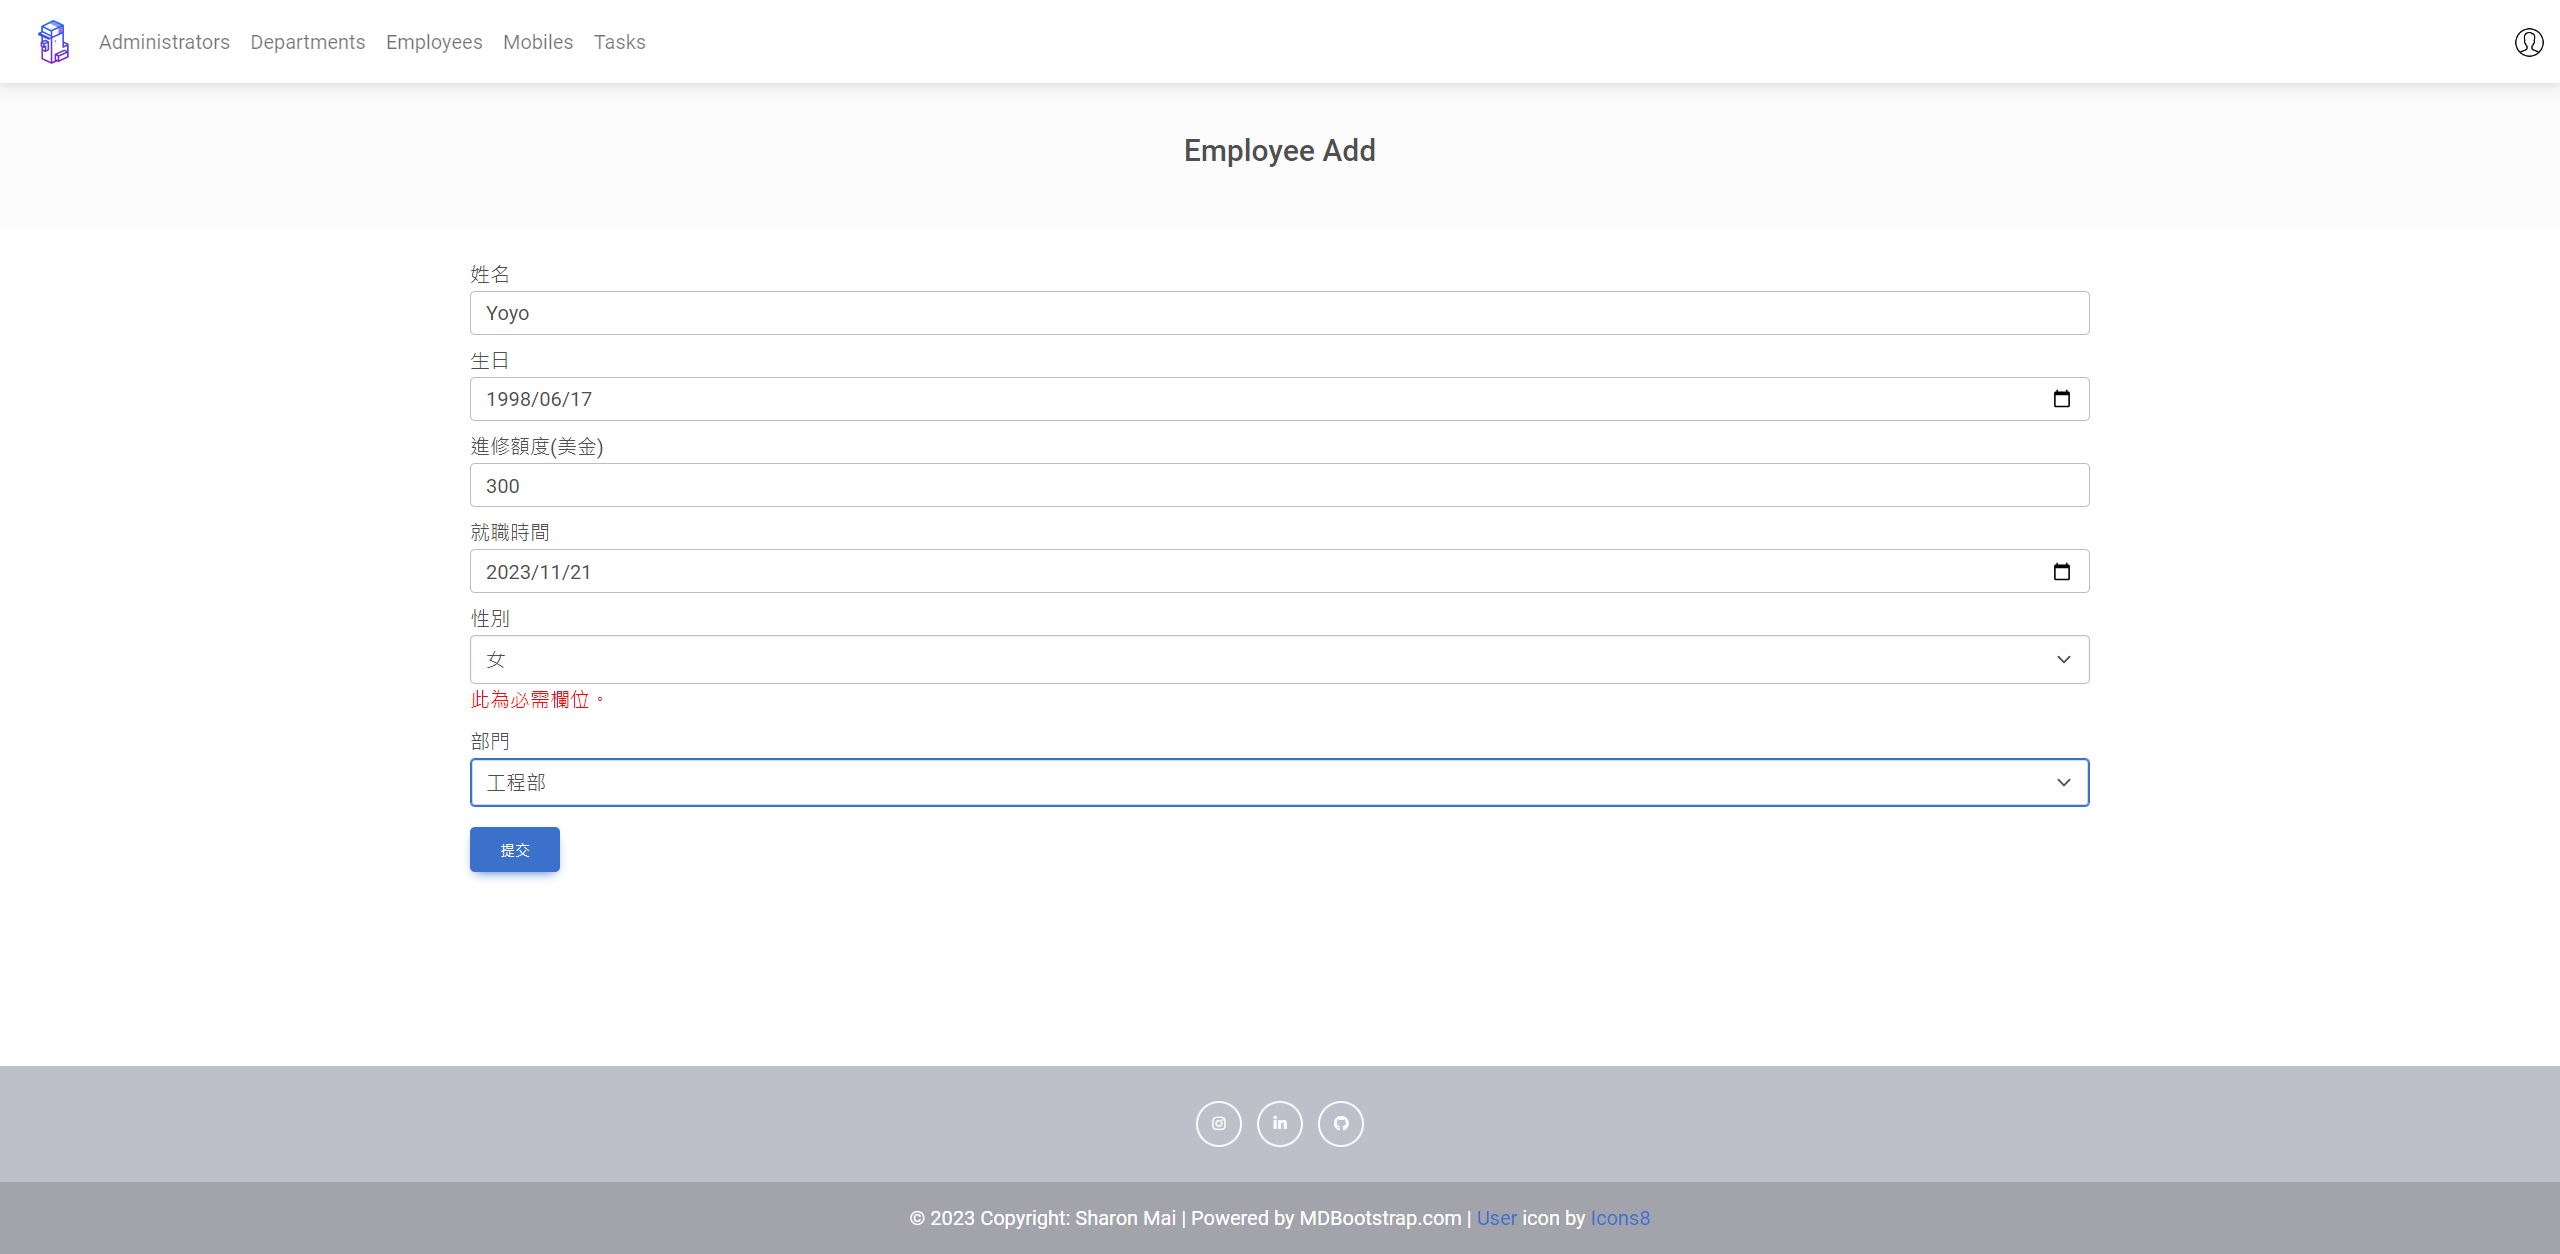 Administrators Departments Employees Mobiles Tasks
Employee Add
姓名
Yoyo
生日
1998/06/17
進修額度(美金)
300
就職時間
2023/11/21
性別
女
此為必需欄位。
部門
工程部
提交
© 2023 Copyright: Sharon Mai | Powered by MDBootstrap.com | User icon by Icons8